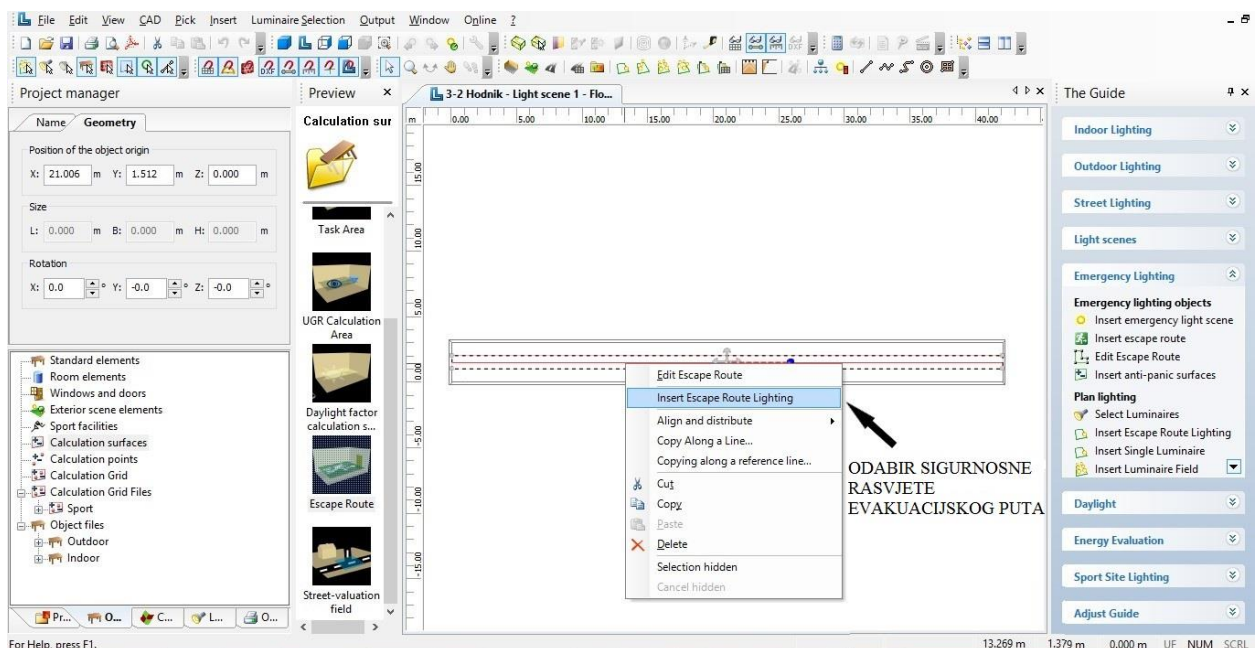 File Edit View CAD Pick Insert Luminaire Selection Output Window Online ?
Project manager
Name Geometry
Position of the object origin
X: 21.006 m Y: 1.512 m Z: 0.000 m
Size
L: 0.000 m B: 0.000 m H: 0.000 m
Rotation
X: 0.0 ° Y: -0.0 ° Z: -0.0 °
Standard elements
Room elements
Windows and doors
Exterior scene elements
Sport facilities
Calculation surfaces
Calculation points
Calculation Grid
Calculation Grid Files
Sport
Object files
Outdoor
Indoor
Pr... O... C... L... O...
For Help, press F1.
Preview
Calculation sur
Task Area
UGR Calculation
Area
Daylight factor
calculation s...
Escape Route
Street-valuation
field
3-2 Hodnik - Light scene 1 - Flo...
m 0.00 5.00 10.00 15.00 20.00 25.00 30.00 35.00 40.00
15.00
10.00
5.00
0.00
-5.00
-10.00
-15.00
Edit Escape Route
Insert Escape Route Lighting
Align and distribute
Copy Along a Line...
Copying along a reference line...
Cut
Copy
Paste
Delete
Selection hidden
Cancel hidden
ODABIR SIGURNOSNE
RASVJETE
EVAKUACIJSKOG PUTA
The Guide
Indoor Lighting
Outdoor Lighting
Street Lighting
Light scenes
Emergency Lighting
Emergency lighting objects
Insert emergency light scene
Insert escape route
Edit Escape Route
Insert anti-panic surfaces
Plan lighting
Select Luminaires
Insert Escape Route Lighting
Insert Single Luminaire
Insert Luminaire Field
Daylight
Energy Evaluation
Sport Site Lighting
Adjust Guide
13.269 m 1.379 m 0.000 m UF NUM SCRL